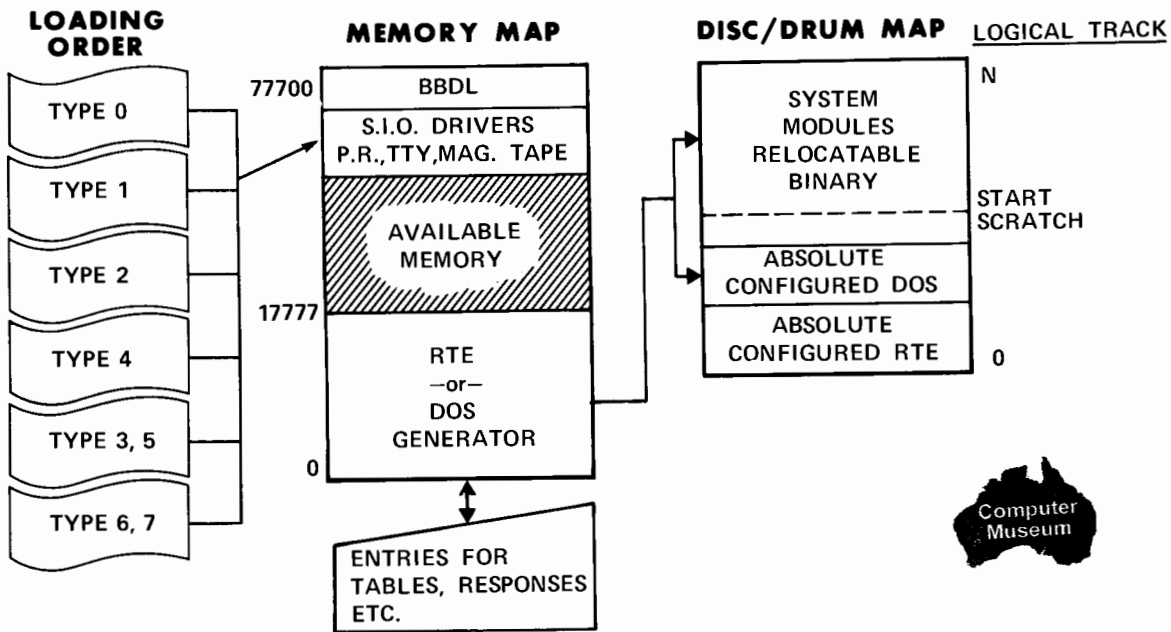 LOADING
ORDER
TYPE 0
TYPE 1
TYPE 2
TYPE 4
TYPE 3, 5
TYPE 6, 7
MEMORY MAP
77700
BBDL
S.I.O. DRIVERS
P.R.,TTY,MAG. TAPE
AVAILABLE
MEMORY
17777
RTE
—or—
DOS
GENERATOR
0
ENTRIES FOR
TABLES, RESPONSES
ETC.
DISC/DRUM MAP
LOGICAL TRACK
N
SYSTEM
MODULES
RELOCATABLE
BINARY
START
SCRATCH
ABSOLUTE
CONFIGURED DOS
ABSOLUTE
CONFIGURED RTE
0
Computer
Museum